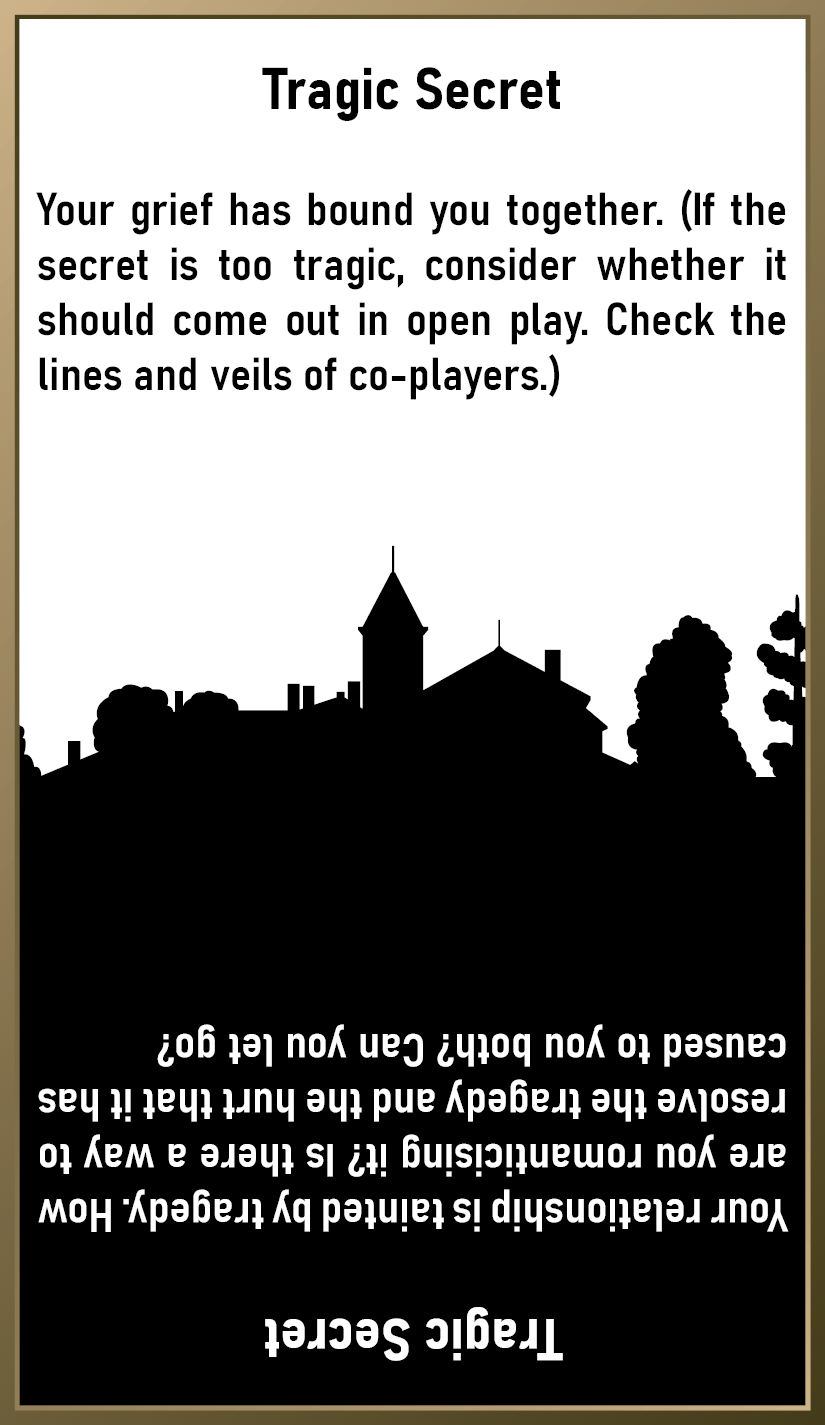 Tragic Secret
Your grief has bound you together. (If the
secret is too tragic, consider whether it
should come out in open play. Check the
lines and veils of co-players.)
Tragic Secret
Your relationship is tainted by tragedy. How
are you romanticising it? Is there a way to
resolve the tragedy and the hurt that it has
caused to you both? Can you let go?